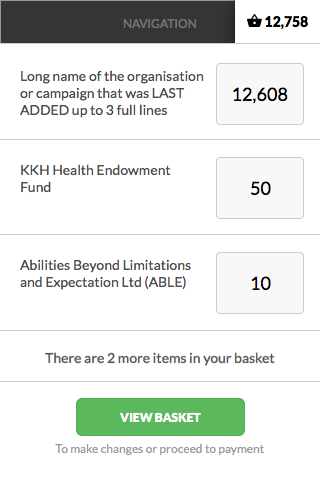 NAVIGATION
12,758
Long name of the organisation
or campaign that was LAST
ADDED up to 3 full lines
12,608
KKH Health Endowment
Fund
50
Abilities Beyond Limitations
and Expectation Ltd (ABLE)
10
There are 2 more items in your basket
VIEW BASKET
To make changes or proceed to payment